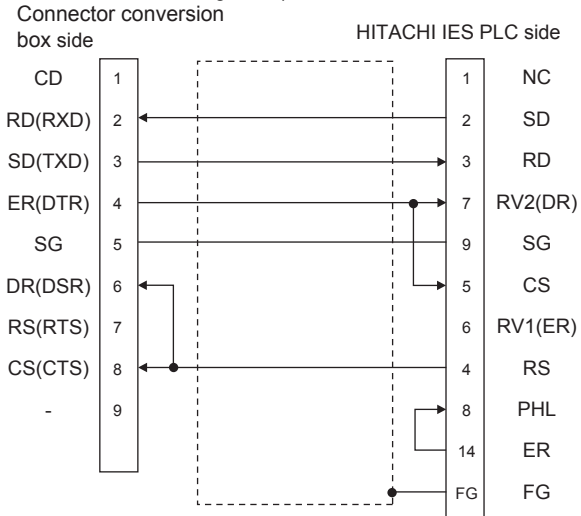 Connector conversion
box side
HITACHI IES PLC side
CD 1 1 NC
RD(RXD) 2 2 SD
SD(TXD) 3 3 RD
ER(DTR) 4 7 RV2(DR)
SG 5 9 SG
DR(DSR) 6 5 CS
RS(RTS) 7 6 RV1(ER)
CS(CTS) 8 4 RS
- 9 8 PHL
14 ER
FG FG